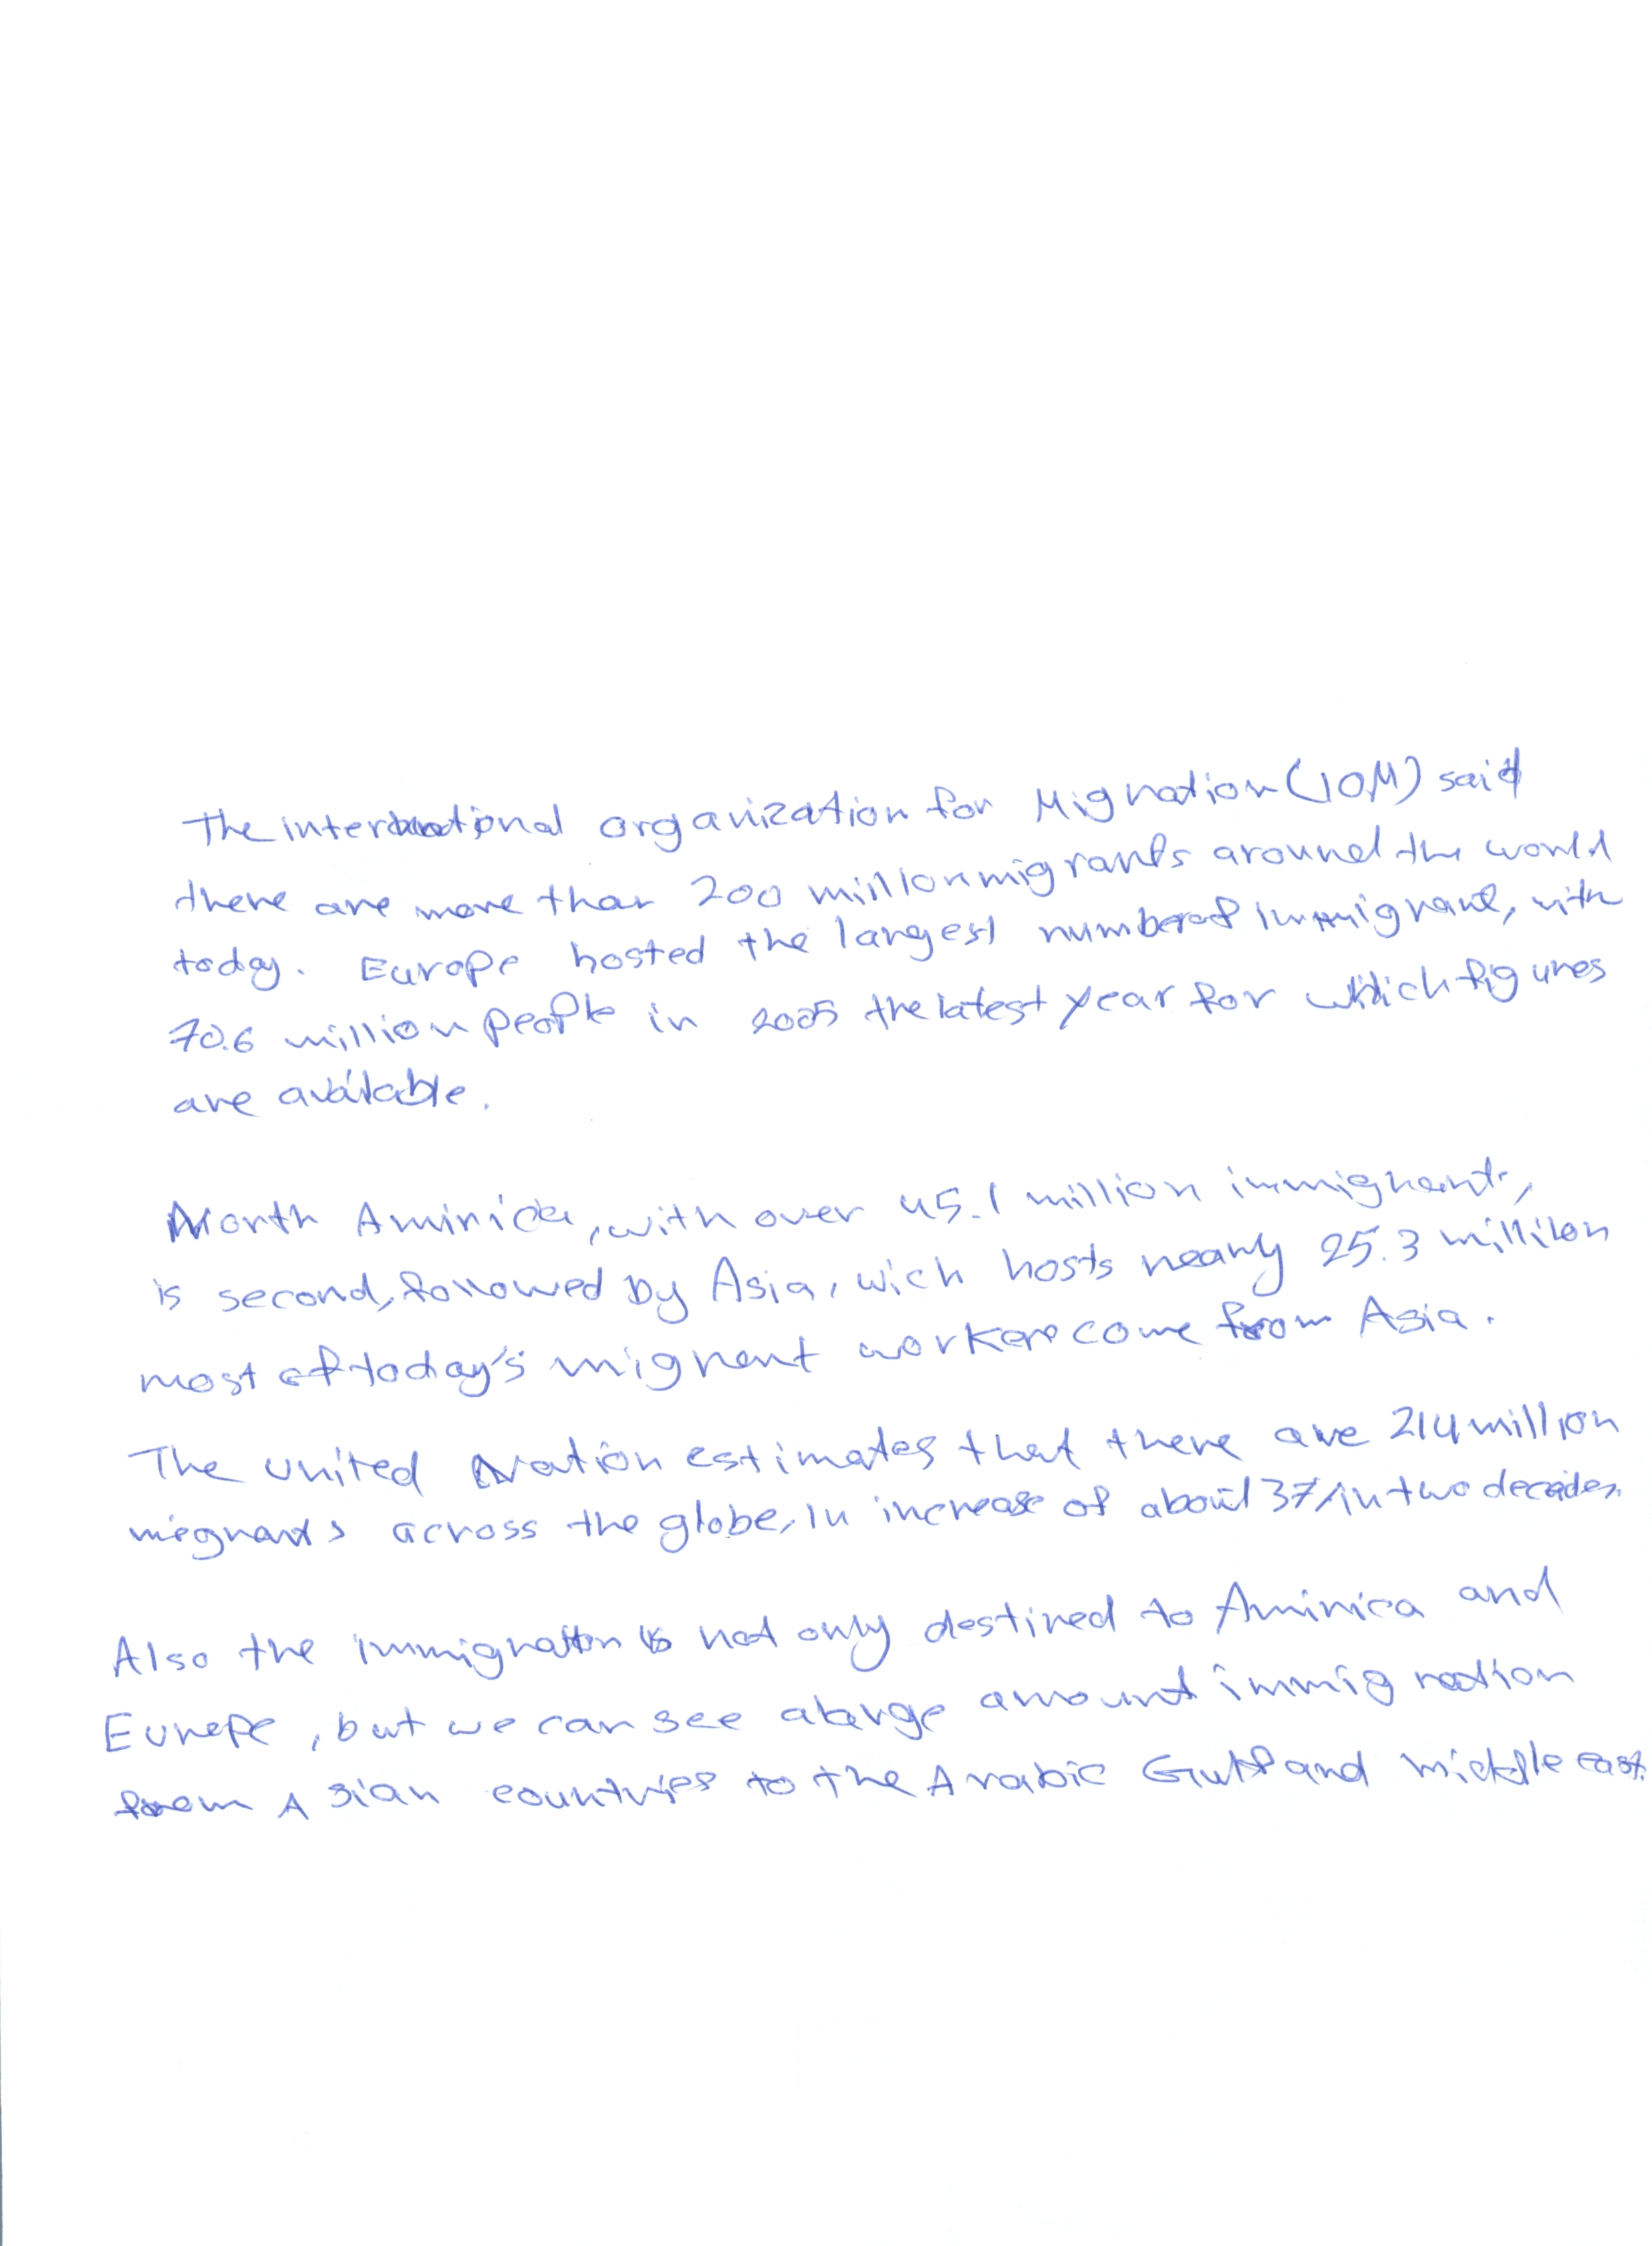 The international organization for Migration (IOM) said
there are more than 200 million migrants around the world
today. Europe hosted the largest number of immigrant, with
70.6 million people in 2005 the latest year for which figures
are available.
North Aminica, with over 45.1 million immigrants,
is second, followed by Asia, wich hosts nearly 25.3 million
most of today's migrent workers come from Asia.
The united Nation estimates that there are 214 million
miegrants across the globe, In increase of about 37% in two decades.
Also the immigration is not only destined to Aminica and
Europe, but we can see a large amount immigration
from Asian countries to the Arabic Gulf and middle east.